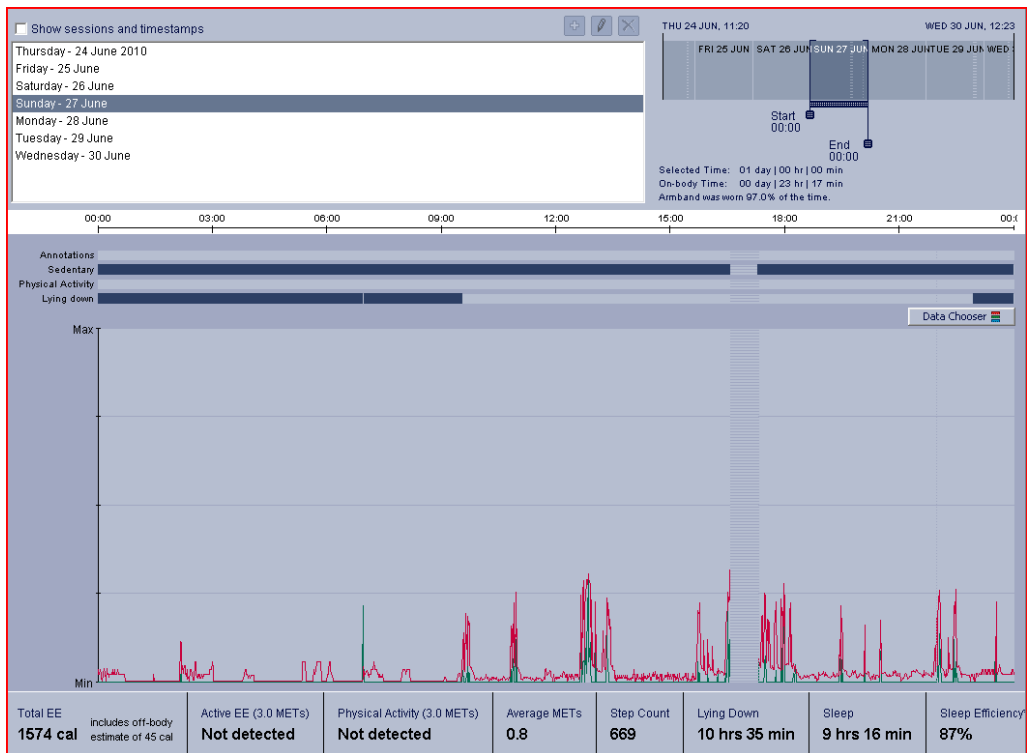 Show sessions and timestamps
Thursday - 24 June 2010
Friday - 25 June
Saturday - 26 June
Sunday - 27 June
Monday - 28 June
Tuesday - 29 June
Wednesday - 30 June
THU 24 JUN, 11:20 WED 30 JUN, 12:23
FRI 25 JUN SAT 26 JUN SUN 27 JUN MON 28 JUN TUE 29 JUN WED
Start
00:00
End
00:00
Selected Time: 01 day | 00 hr | 00 min
On-body Time: 00 day | 23 hr | 17 min
Armband was worn 97.0% of the time.
00:00 03:00 06:00 09:00 12:00 15:00 18:00 21:00 00:(
Annotations
Sedentary
Physical Activity
Lying down
Data Chooser
Max
Min
Total EE includes off-body Active EE (3.0 METs) Physical Activity (3.0 METs) Average METs Step Count Lying Down Sleep Sleep Efficiency
1574 cal estimate of 45 cal Not detected Not detected 0.8 669 10 hrs 35 min 9 hrs 16 min 87%